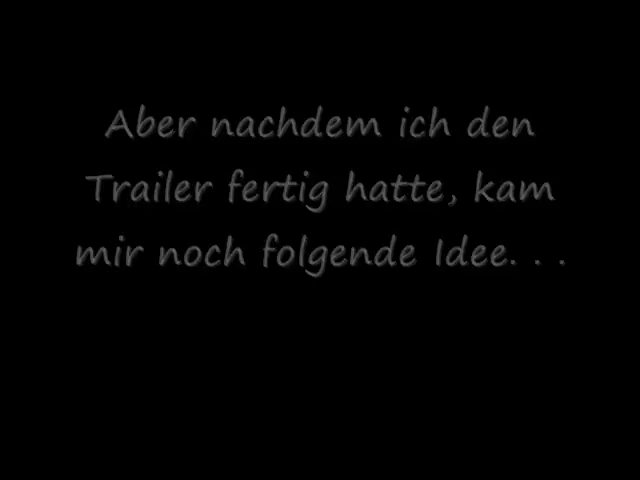 Aber nachdem ich den
Trailer fertig hatte, kam
mir noch folgende Idee. . .